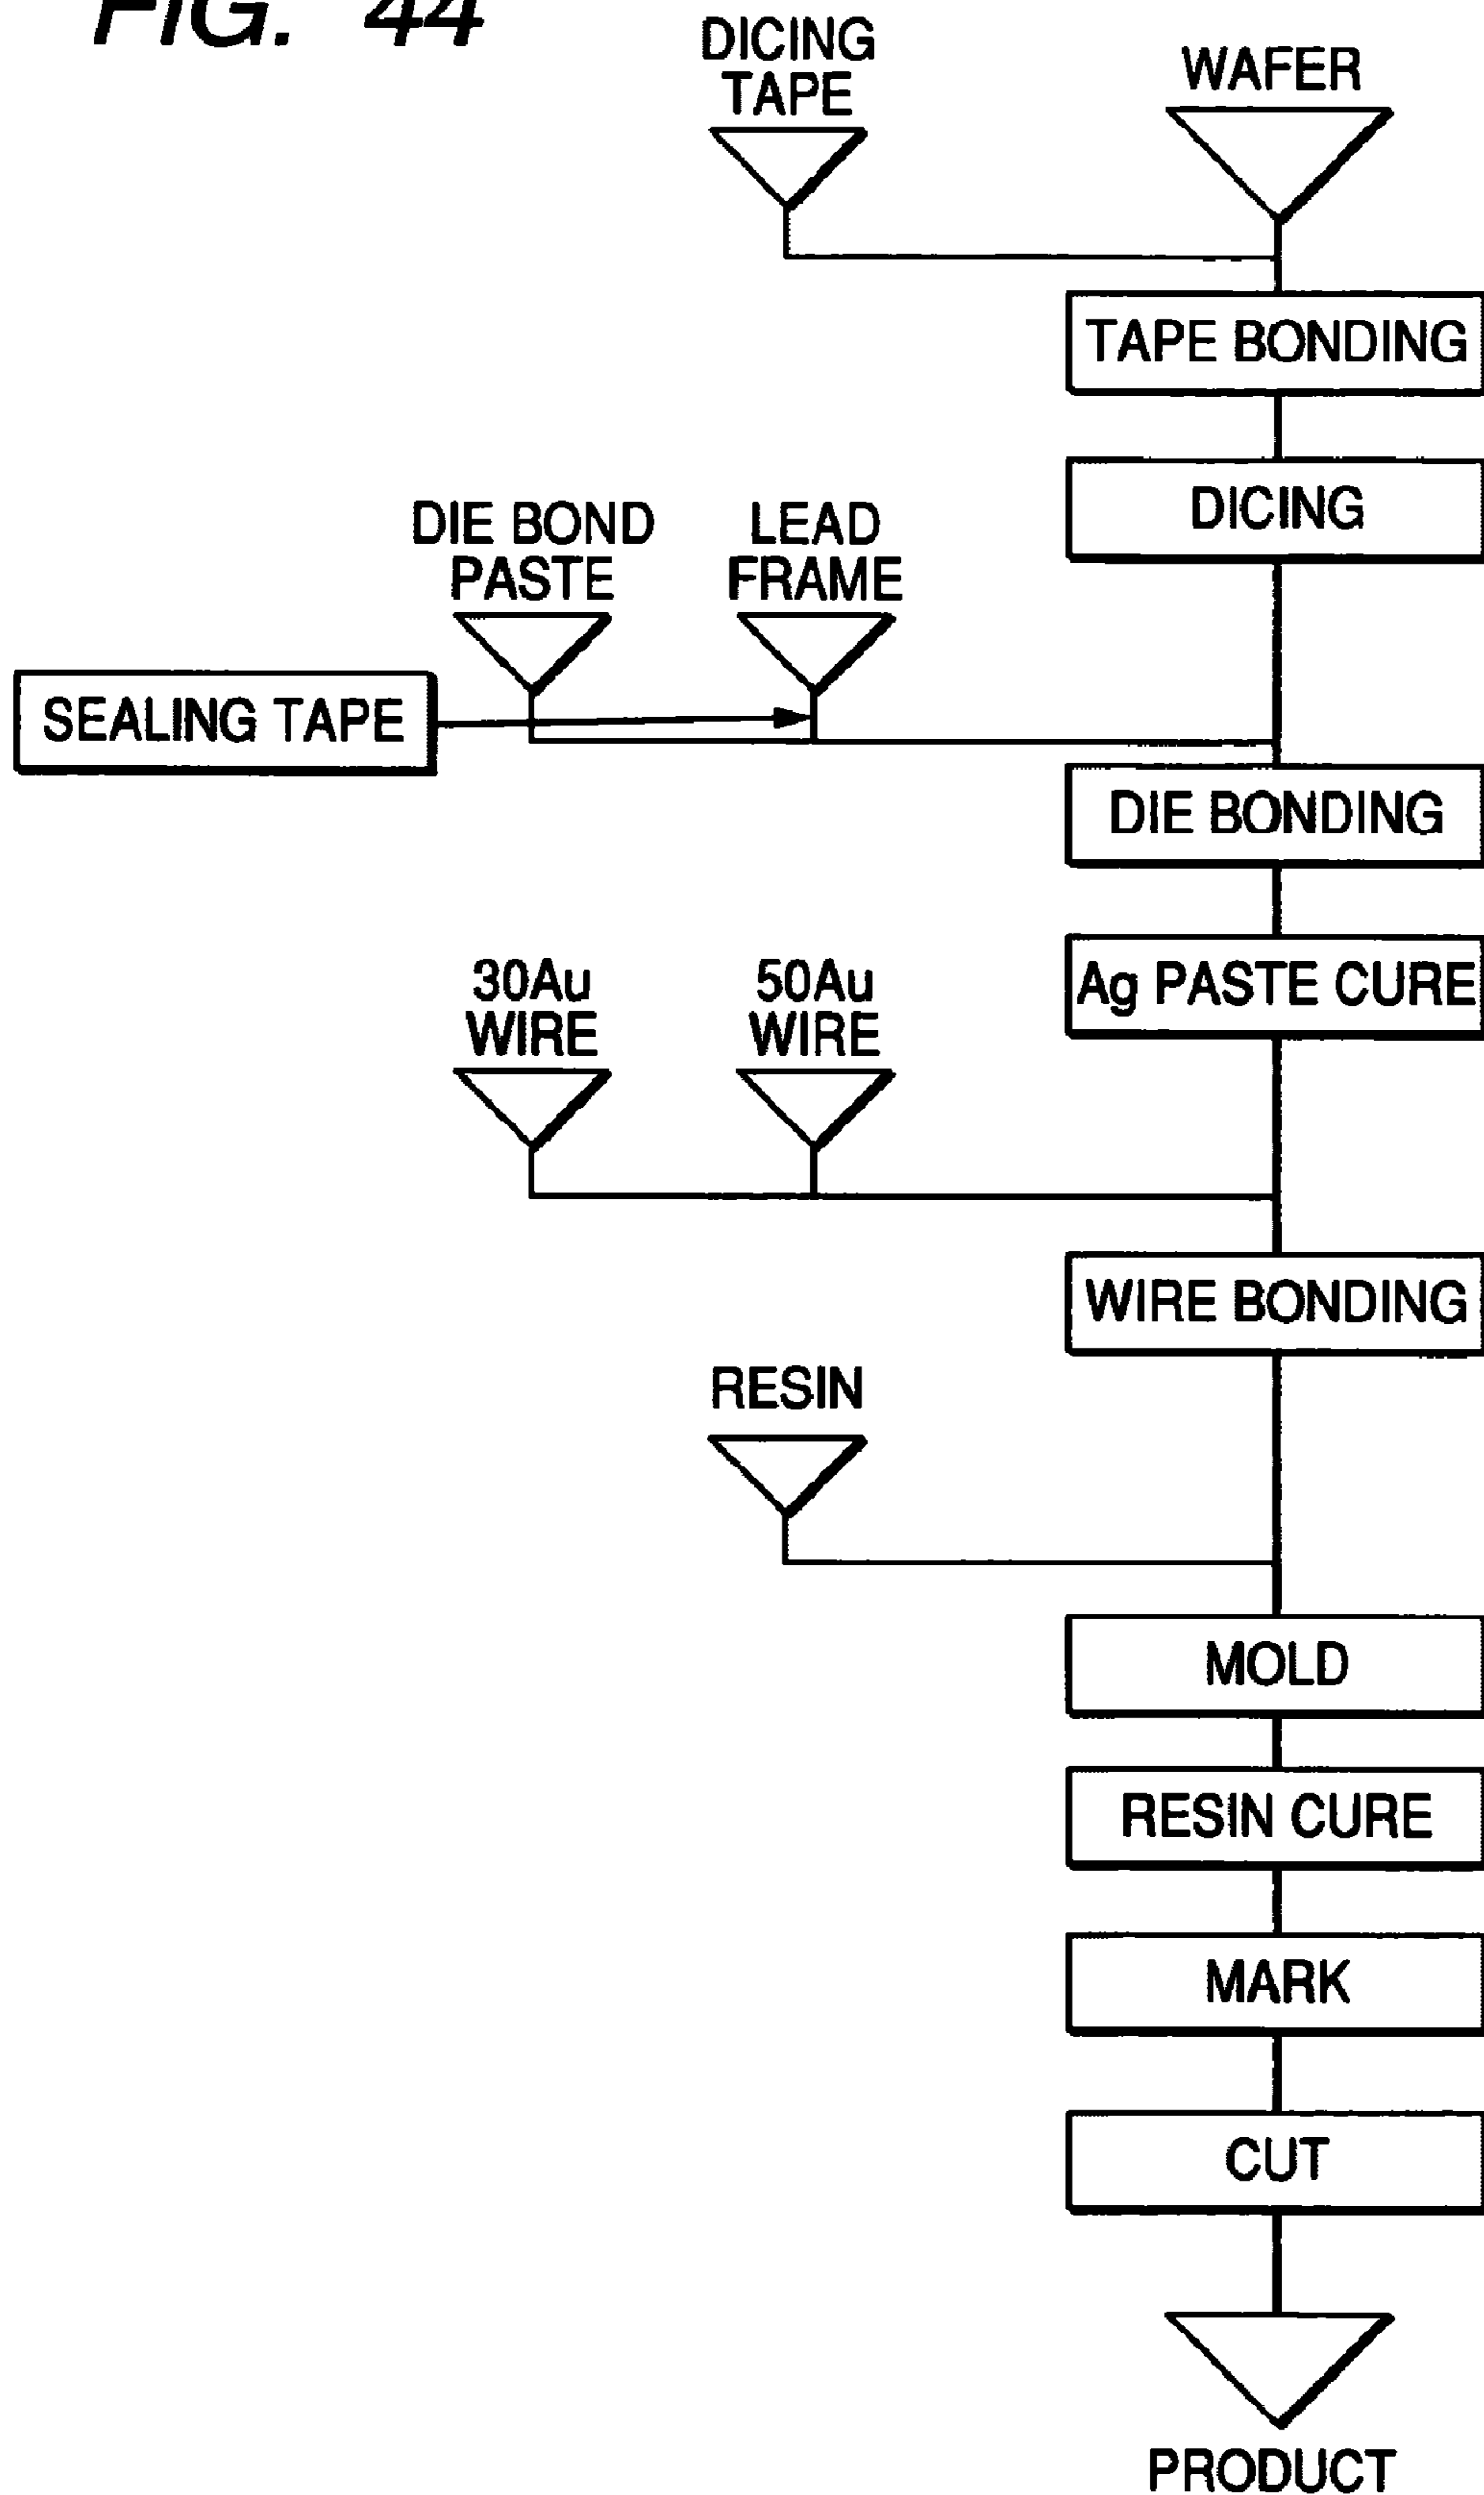 FIG. 44
DICING
TAPE
WAFER
TAPE BONDING
DICING
DIE BOND
PASTE
LEAD
FRAME
SEALING TAPE
DIE BONDING
Ag PASTE CURE
30Au
WIRE
50Au
WIRE
WIRE BONDING
RESIN
MOLD
RESIN CURE
MARK
CUT
PRODUCT